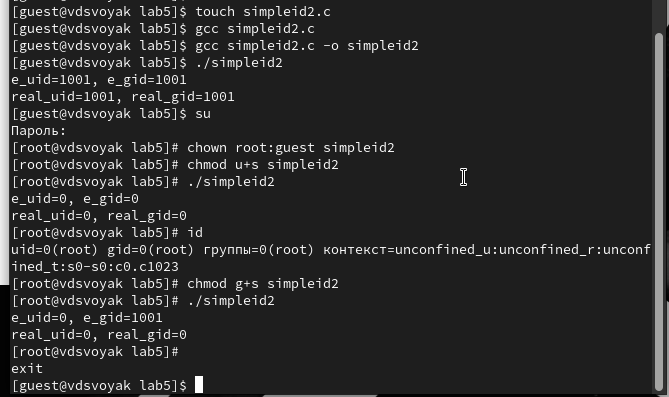 [guest@vdsvoyak lab5]$ touch simpleid2.c
[guest@vdsvoyak lab5]$ gcc simpleid2.c
[guest@vdsvoyak lab5]$ gcc simpleid2.c -o simpleid2
[guest@vdsvoyak lab5]$ ./simpleid2
e_uid=1001, e_gid=1001
real_uid=1001, real_gid=1001
[guest@vdsvoyak lab5]$ su
Пароль:
[root@vdsvoyak lab5]# chown root:guest simpleid2
[root@vdsvoyak lab5]# chmod u+s simpleid2
[root@vdsvoyak lab5]# ./simpleid2
e_uid=0, e_gid=0
real_uid=0, real_gid=0
[root@vdsvoyak lab5]# id
uid=0(root) gid=0(root) группы=0(root) контекст=unconfined_u:unconfined_r:unconf
ined_t:s0-s0:c0.c1023
[root@vdsvoyak lab5]# chmod g+s simpleid2
[root@vdsvoyak lab5]# ./simpleid2
e_uid=0, e_gid=1001
real_uid=0, real_gid=0
[root@vdsvoyak lab5]#
exit
[guest@vdsvoyak lab5]$